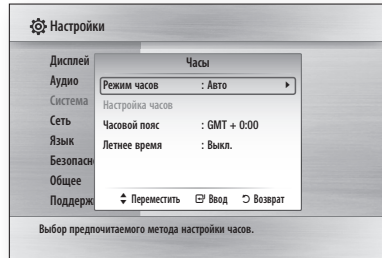 Настройки
Дисплей
Аудио
Система
Сеть
Язык
Безопасн
Общее
Поддерж
Часы
Режим часов : Авто
Настройка часов
Часовой пояс : GMT + 0:00
Летнее время : Выкл.
Переместить Ввод Возврат
Выбор предпочитаемого метода настройки часов.